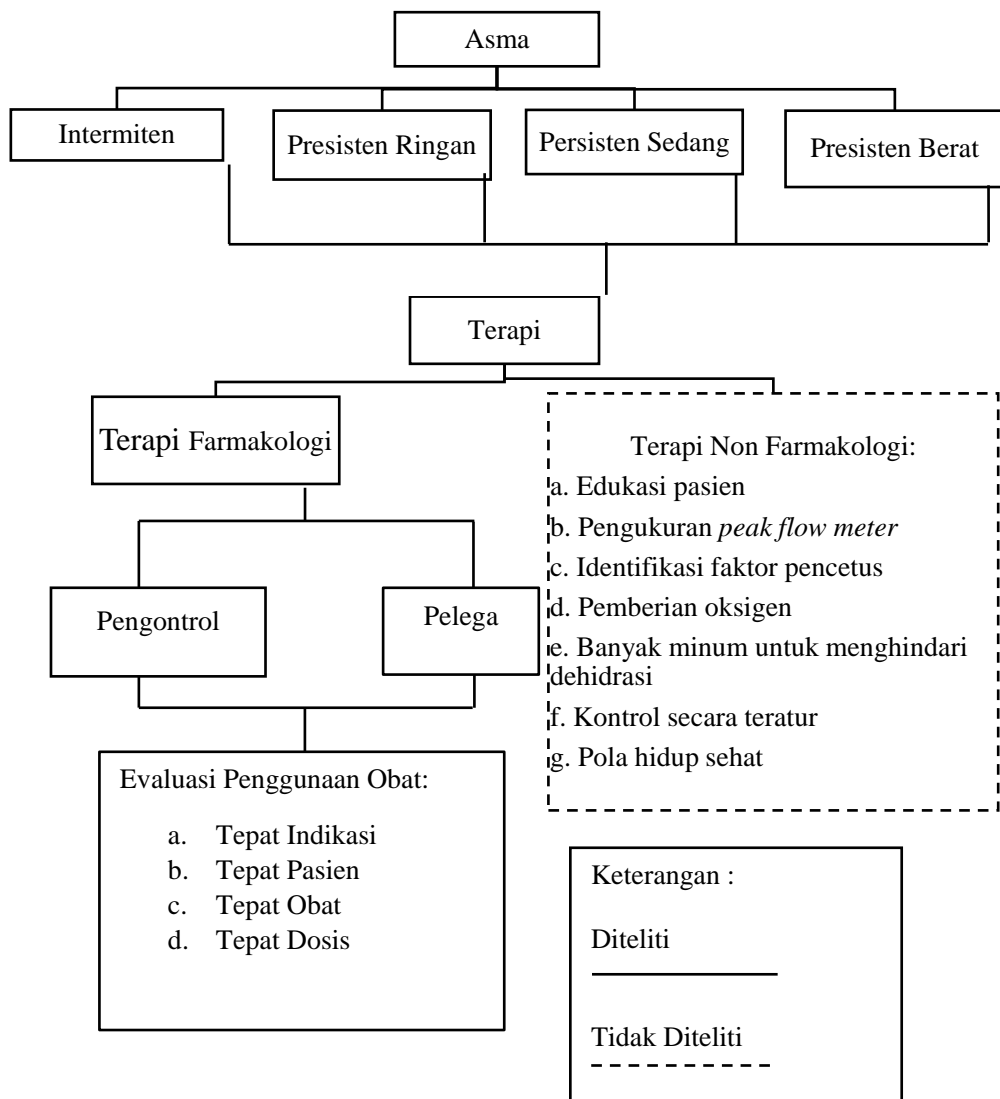 Asma
Intermiten
Presisten Ringan
Persisten Sedang
Presisten Berat
Terapi
Terapi Farmakologi
Terapi Non Farmakologi:
a. Edukasi pasien
b. Pengukuran peak flow meter
c. Identifikasi faktor pencetus
d. Pemberian oksigen
e. Banyak minum untuk menghindari
dehidrasi
f. Kontrol secara teratur
g. Pola hidup sehat
Pengontrol
Pelega
Evaluasi Penggunaan Obat:
a. Tepat Indikasi
b. Tepat Pasien
c. Tepat Obat
d. Tepat Dosis
Keterangan :
Diteliti
Tidak Diteliti